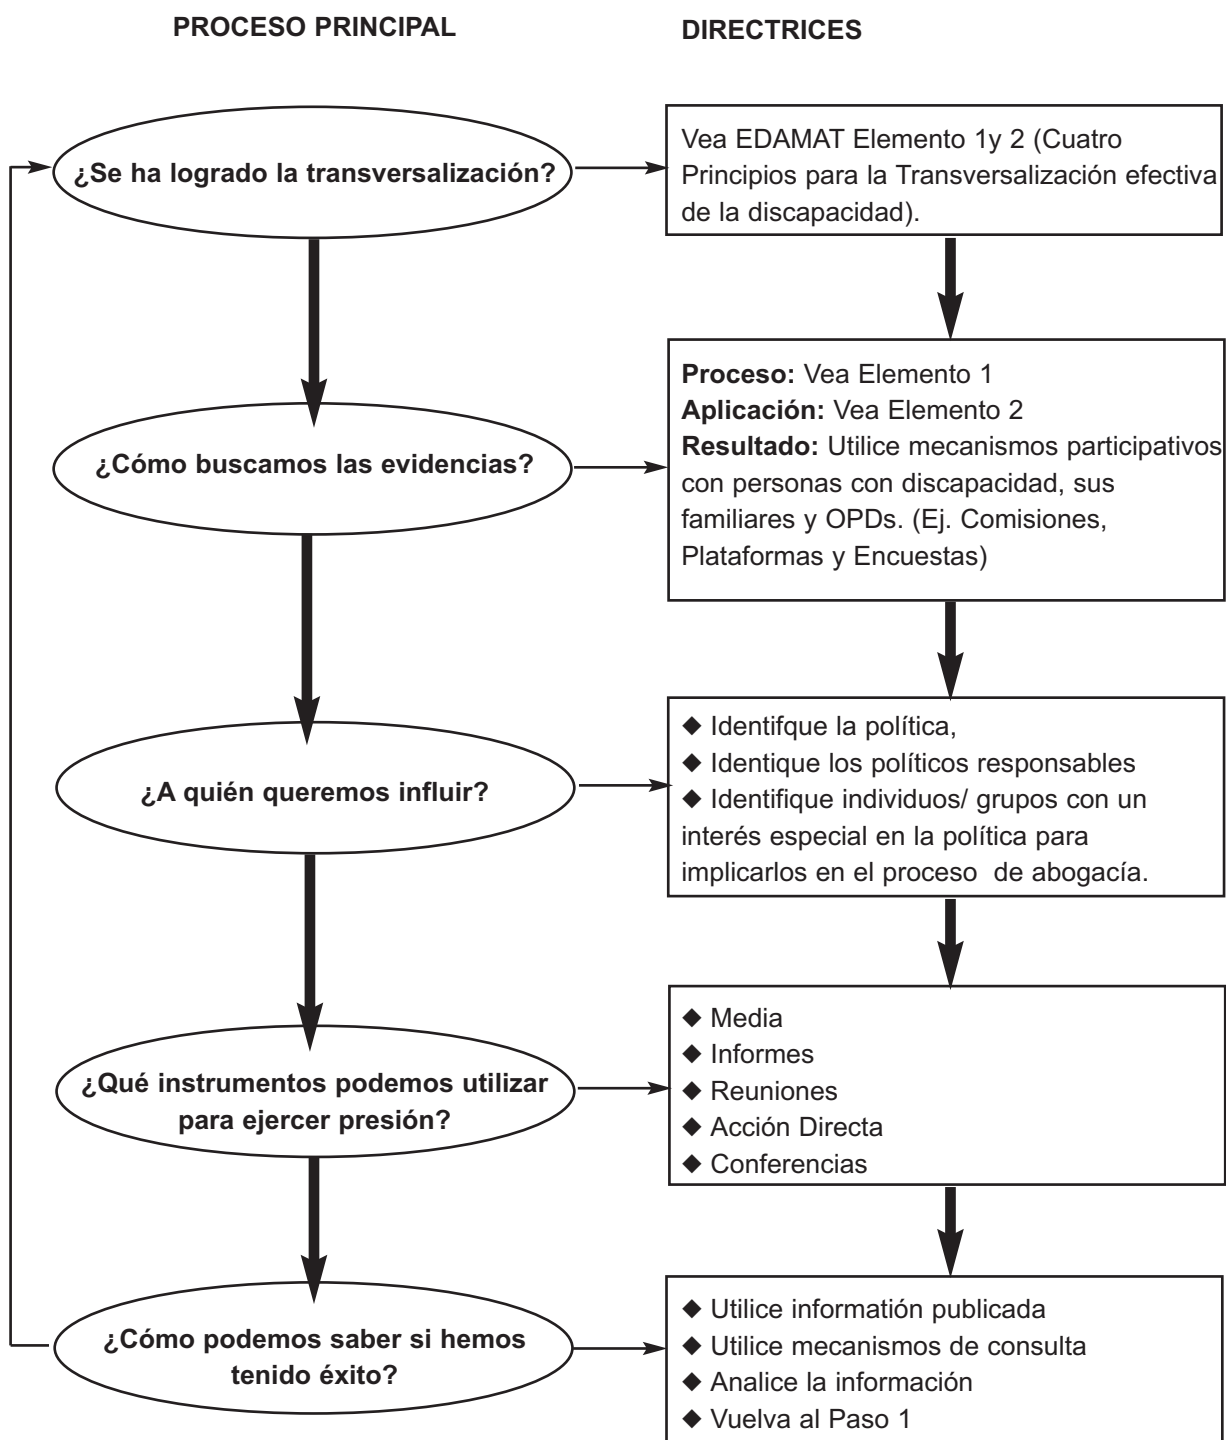 PROCESO PRINCIPAL
DIRECTRICES
¿Se ha logrado la transversalización?
Vea EDAMAT Elemento 1y 2 (Cuatro
Principios para la Transversalización efectiva
de la discapacidad).
¿Cómo buscamos las evidencias?
Proceso: Vea Elemento 1
Aplicación: Vea Elemento 2
Resultado: Utilice mecanismos participativos
con personas con discapacidad, sus
familiares y OPDs. (Ej. Comisiones,
Plataformas y Encuestas)
¿A quién queremos influir?
◆ Identifque la política,
◆ Identique los políticos responsables
◆ Identifique individuos/ grupos con un
interés especial en la política para
implicarlos en el proceso de abogacía.
¿Qué instrumentos podemos utilizar
para ejercer presión?
◆ Media
◆ Informes
◆ Reuniones
◆ Acción Directa
◆ Conferencias
¿Cómo podemos saber si hemos
tenido éxito?
◆ Utilice informatión publicada
◆ Utilice mecanismos de consulta
◆ Analice la información
◆ Vuelva al Paso 1